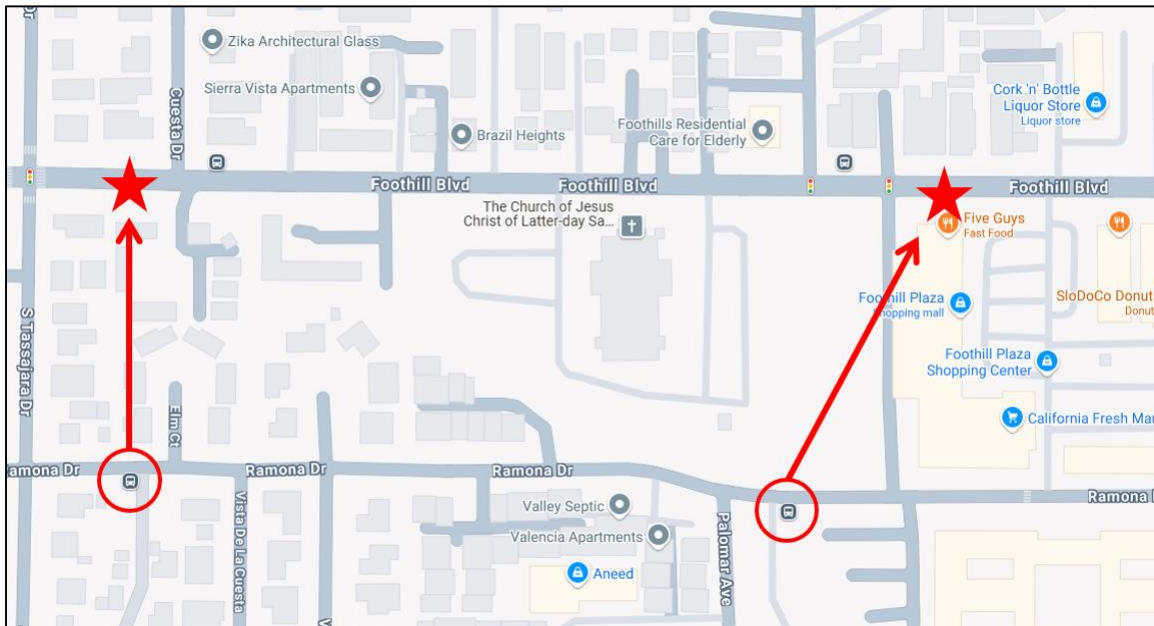 Dr
Zika Architectural Glass
Cuesta Dr
Sierra Vista Apartments
Brazil Heights
Foothills Residential
Care for Elderly
Cork 'n' Bottle
Liquor Store
Liquor store
Foothill Blvd
Foothill Blvd
Foothill Blvd
The Church of Jesus
Christ of Latter-day Sa...
Five Guys
Fast Food
S Tassajara Dr
Foothill Plaza
Shopping mall
SloDoCo Donut
Donut
Foothill Plaza
Shopping Center
Elm Ct
California Fresh Mar
amona Dr
Ramona Dr
Ramona Dr
Ramona
Vista De La Cuesta
Valley Septic
Valencia Apartments
Palomar Ave
Aneed
V